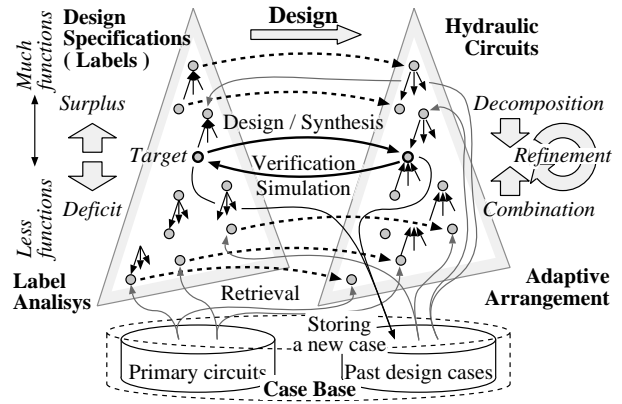 Design
Design
Specifications
( Labels )
Hydraulic
Circuits
Much
functions
Surplus
Decomposition
Design / Synthesis
Target
Verification
Simulation
Refinement
Deficit
Combination
Less
functions
Label
Analisys
Retrieval
Adaptive
Arrangement
Storing
a new case
Primary circuits
Past design cases
Case Base